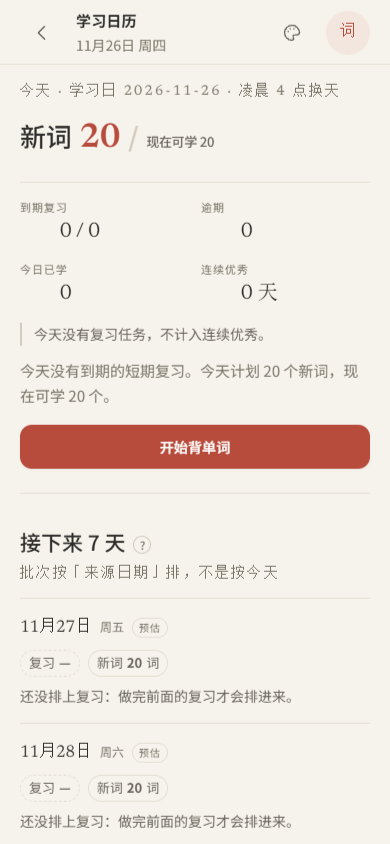 学习日历
11月26日 周四
词
今天 · 学习日 2026-11-26 · 凌晨 4 点换天
新词 20 / 现在可学 20
到期复习
0 / 0
逾期
0
今日已学
0
连续优秀
0 天
今天没有复习任务，不计入连续优秀。
今天没有到期的短期复习。今天计划 20 个新词，现
在可学 20 个。
开始背单词
接下来 7 天 ?
批次按「来源日期」排，不是按今天
11月27日 周五 预估
复习 — 新词 20 词
还没排上复习：做完前面的复习才会排进来。
11月28日 周六 预估
复习 — 新词 20 词
还没排上复习：做完前面的复习才会排进来。